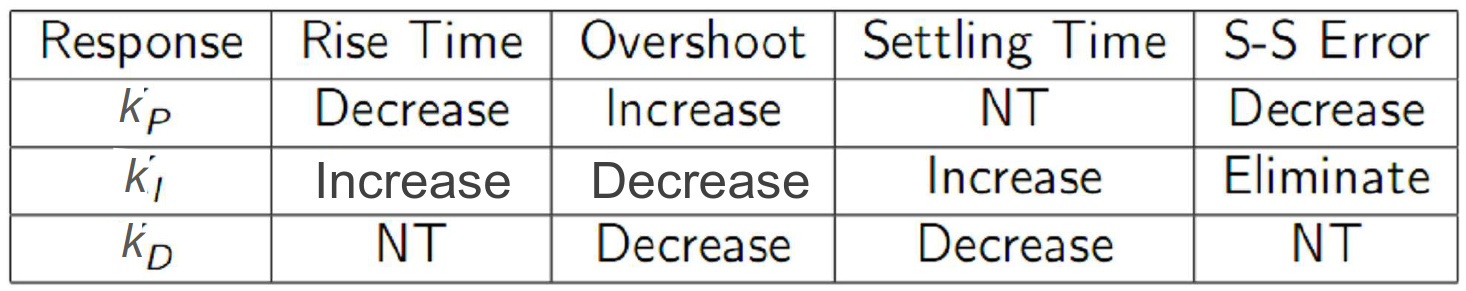 Response Rise Time Overshoot Settling Time S-S Error
k_P Decrease Increase NT Decrease
k_I Increase Decrease Increase Eliminate
k_D NT Decrease Decrease NT